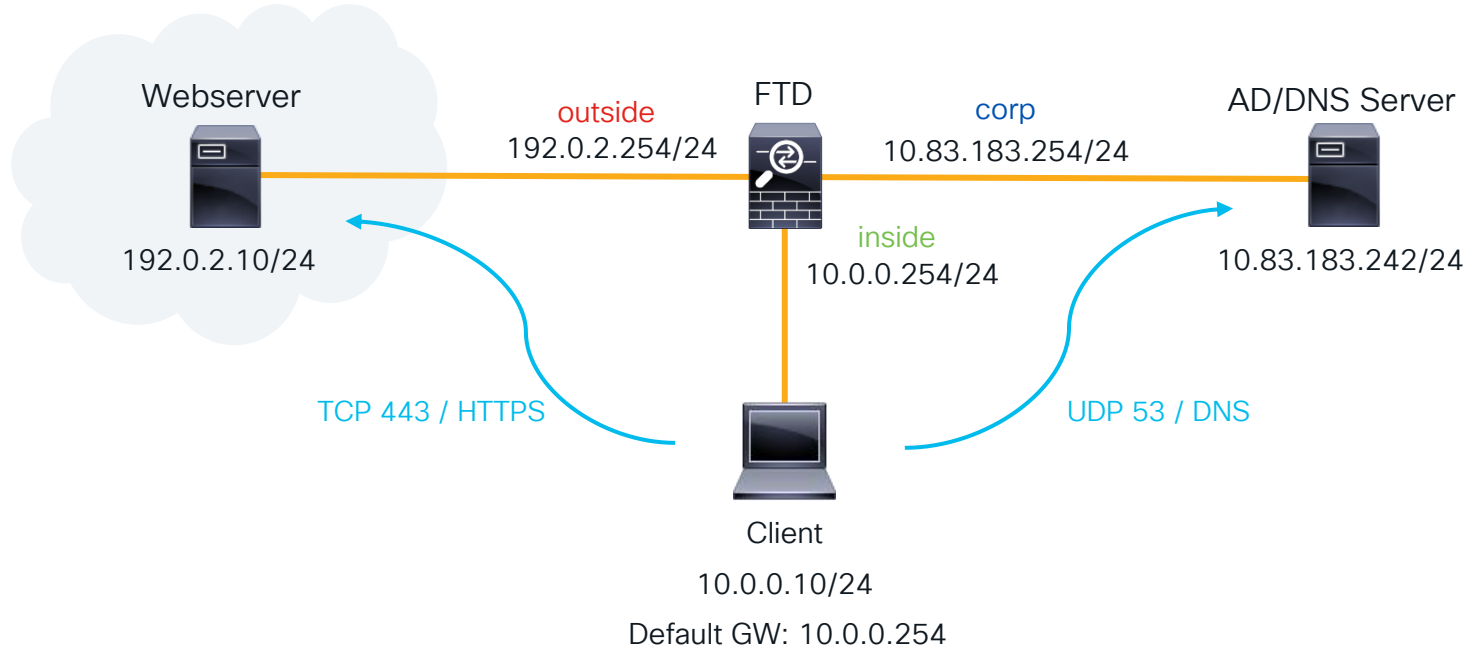 Webserver
192.0.2.10/24
outside
192.0.2.254/24
FTD
corp
10.83.183.254/24
AD/DNS Server
10.83.183.242/24
inside
10.0.0.254/24
TCP 443 / HTTPS
UDP 53 / DNS
Client
10.0.0.10/24
Default GW: 10.0.0.254